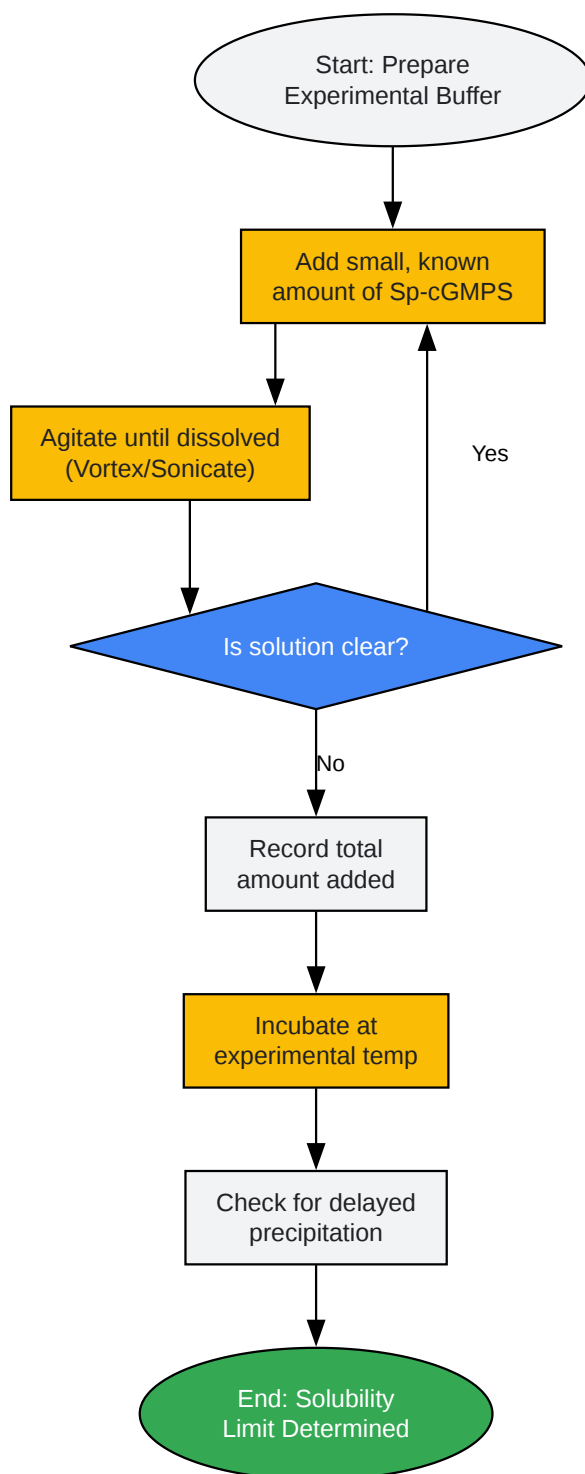 Start: Prepare
Experimental Buffer
Add small, known
amount of Sp-cGMPS
Agitate until dissolved
(Vortex/Sonicate)
Yes
Is solution clear?
No
Record total
amount added
Incubate at
experimental temp
Check for delayed
precipitation
End: Solubility
Limit Determined